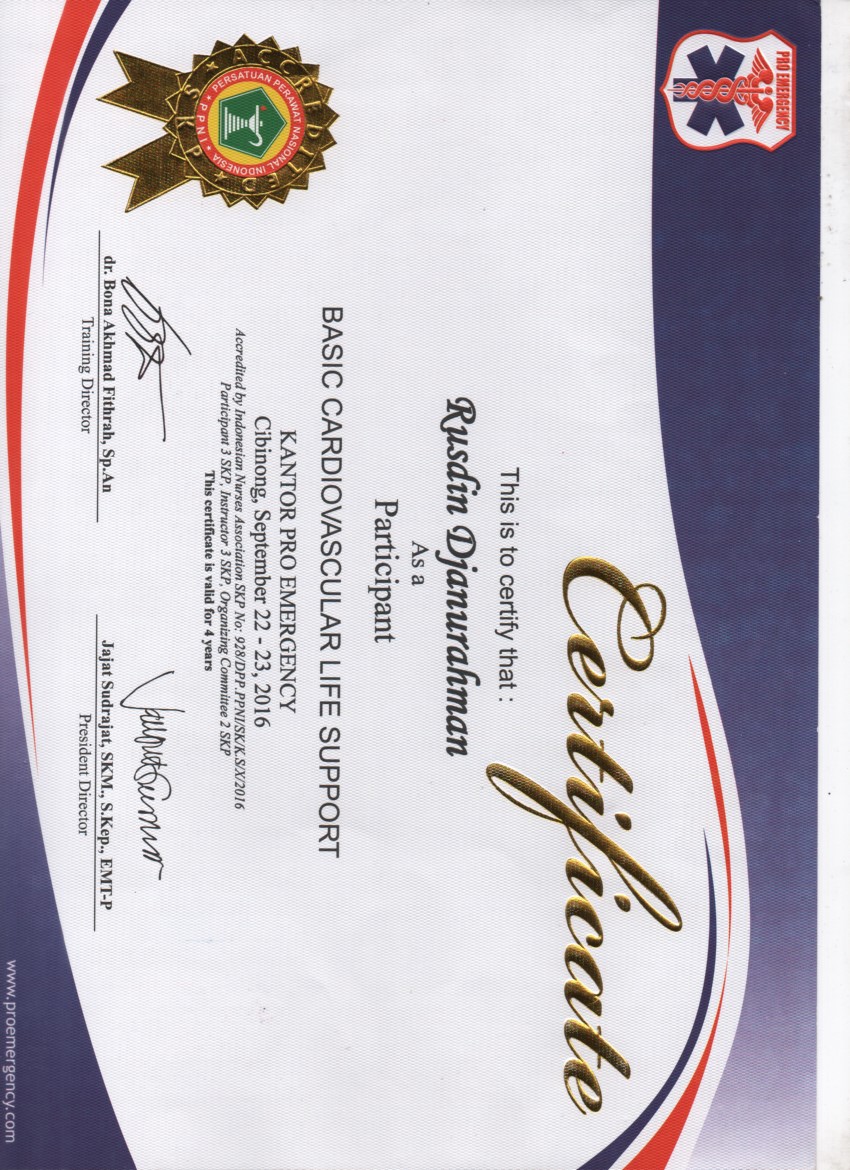 PRO EMERGENCY
Certificate
This is to certify that :
Rusdin Djanurahman
As a
Participant
BASIC CARDIOVASCULAR LIFE SUPPORT
KANTOR PRO EMERGENCY
Cibinong, September 22 - 23, 2016
Accredited by Indonesian Nurses Association SKP No: 928/DPP.PPNI/SK/K.S/X/2016
Participant 3 SKP, Instructor 3 SKP, Organizing Committee 2 SKP
This certificate is valid for 4 years
ACCREDITED
SKP
PERSATUAN PERAWAT NASIONAL INDONESIA
PPNI
dr. Bona Akhmad Fithrah, Sp.An
Training Director
Jajat Sudrajat, SKM., S.Kep., EMT-P
President Director
www.proemergency.com